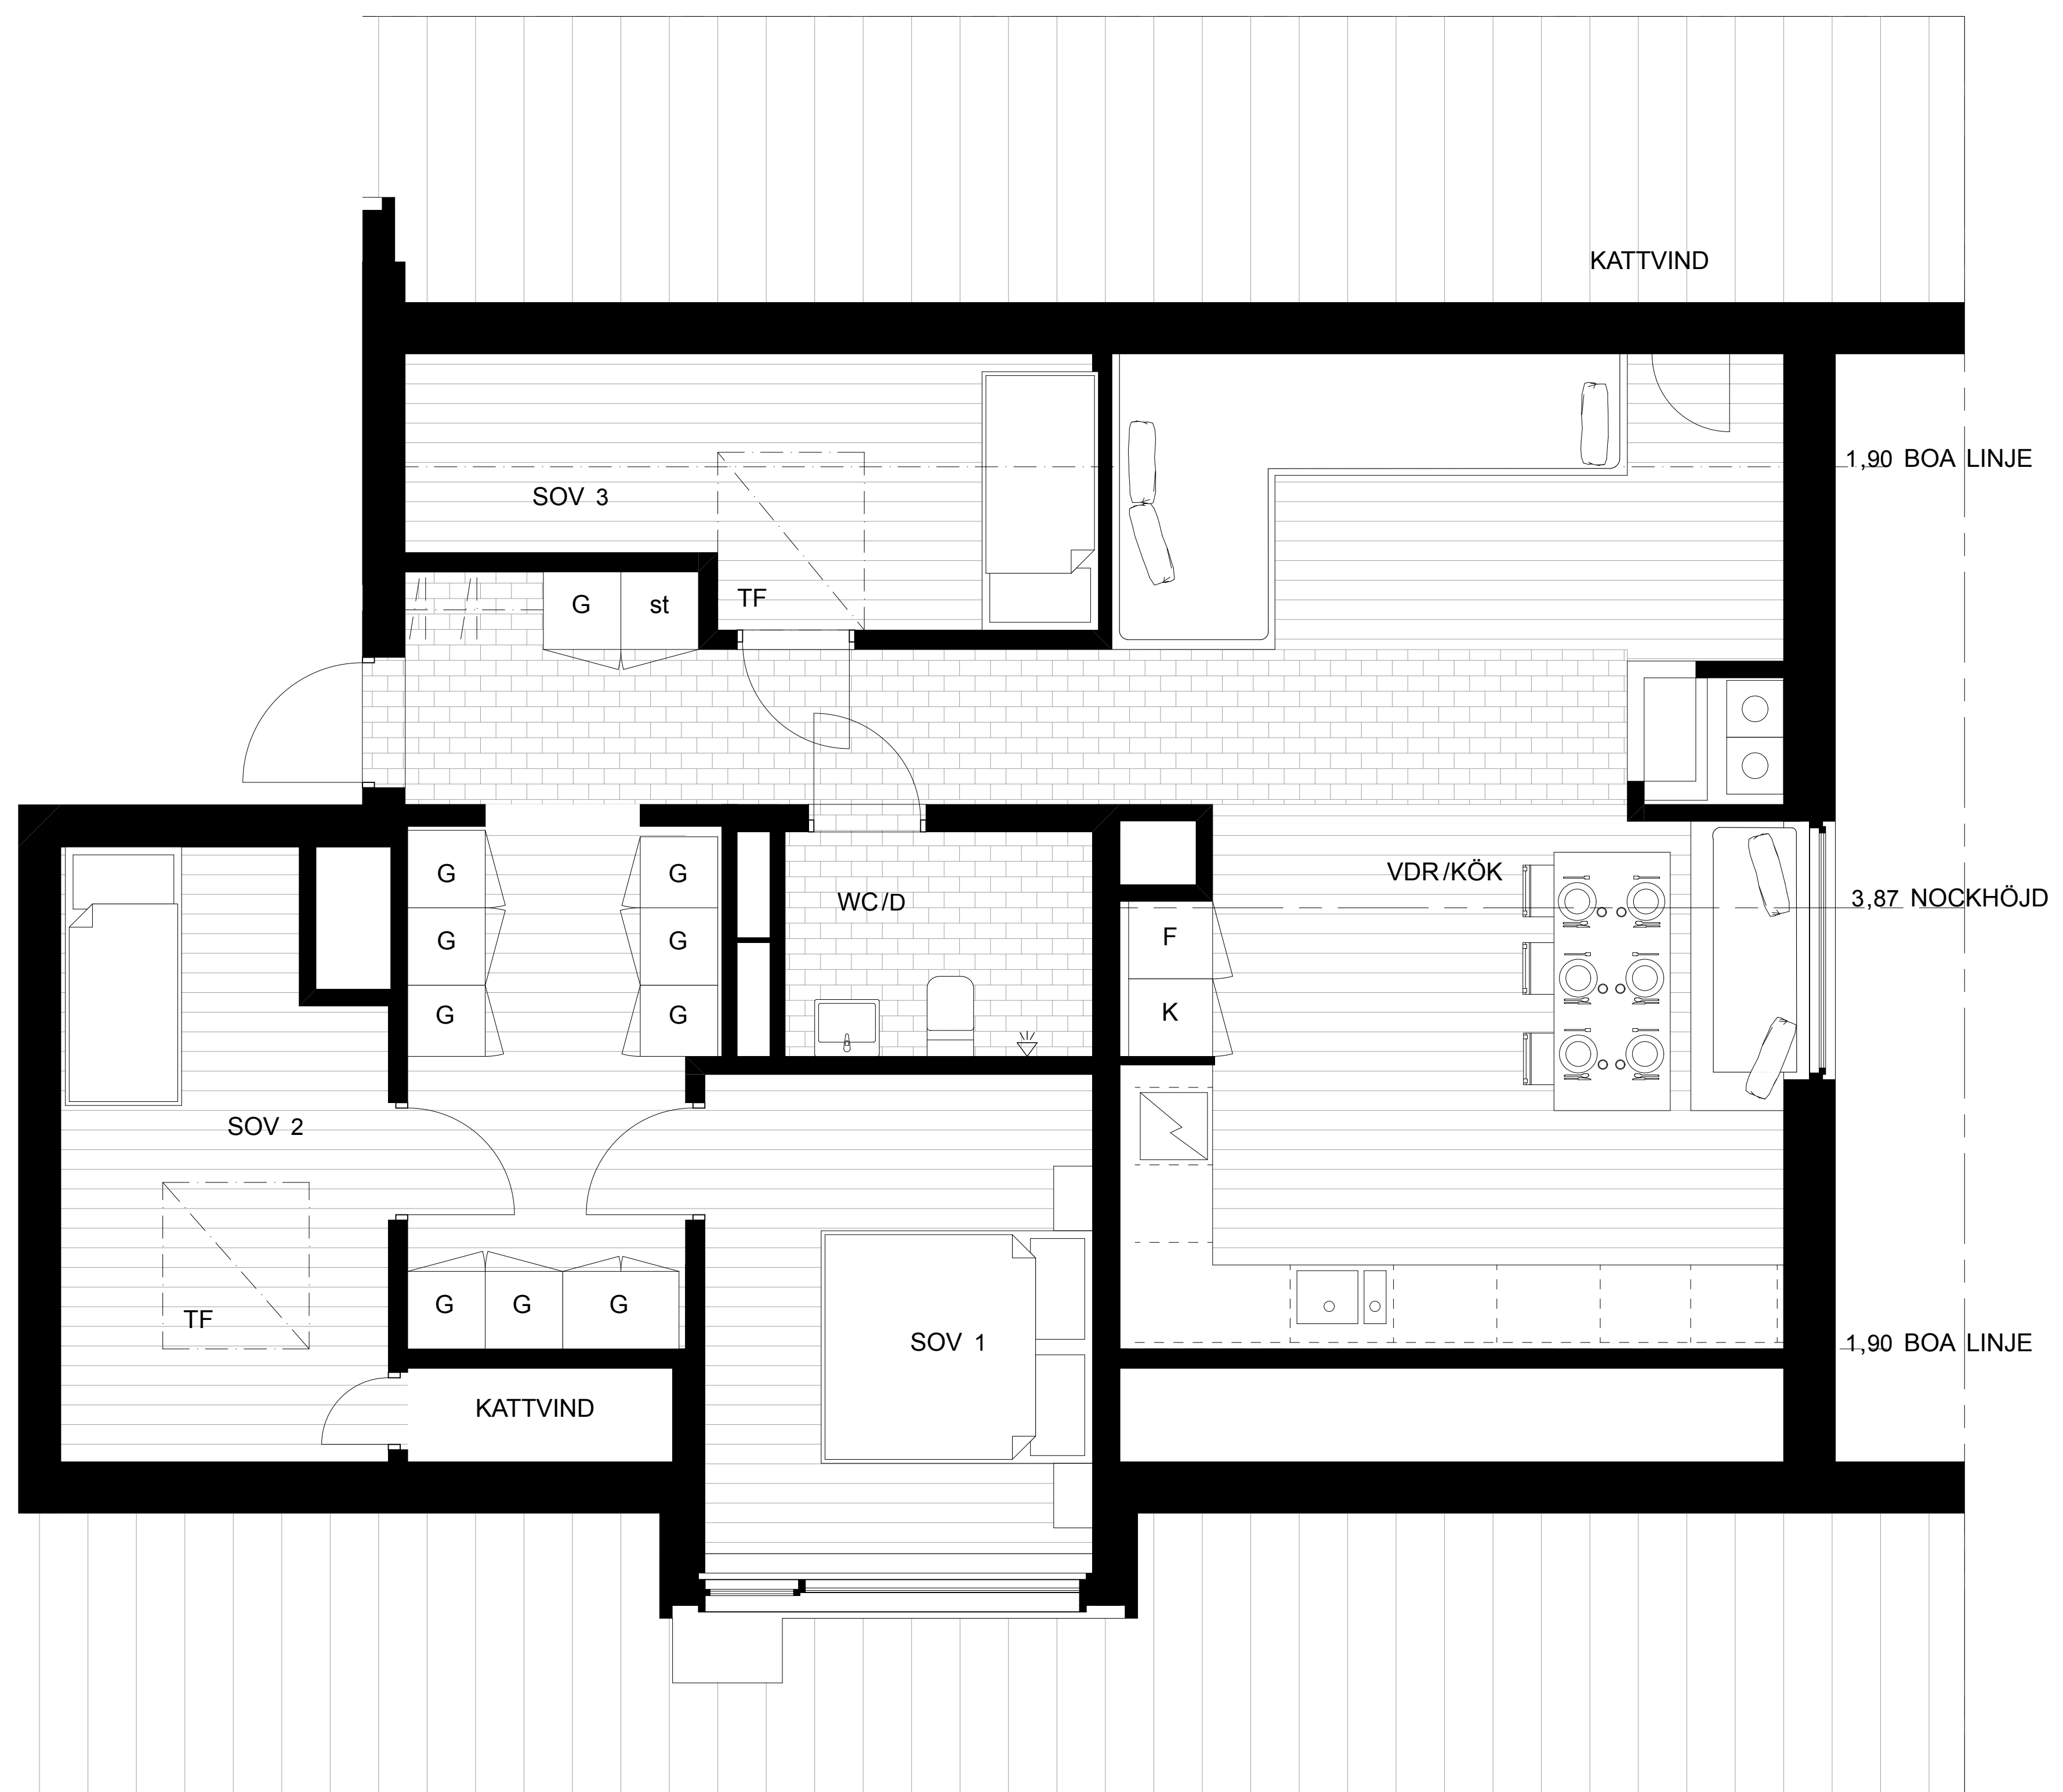 KATTVIND
1,90 BOA LINJE
SOV 3
G
st
TF
G
G
WC/D
VDR/KÖK
3,87 NOCKHÖJD
G
G
F
G
G
K
SOV 2
TF
G
G
G
SOV 1
1,90 BOA LINJE
KATTVIND